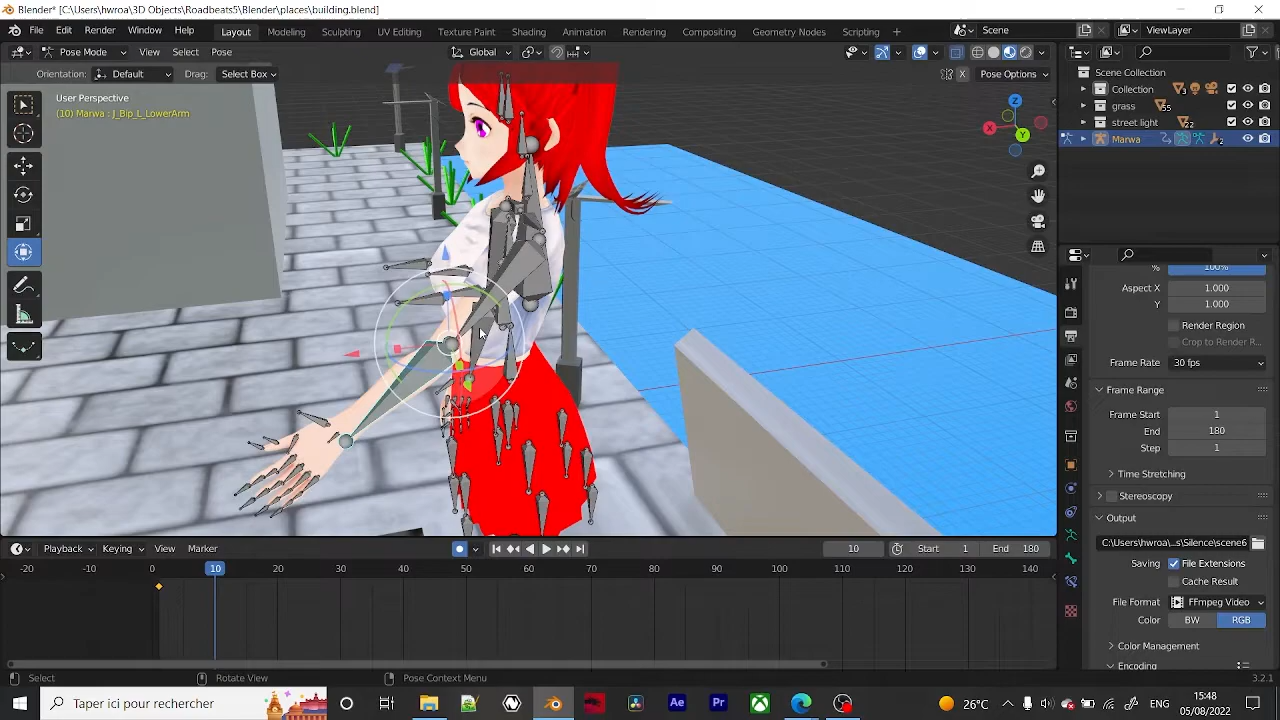 Blender* [C:\Users\hwroa\3D Objects\Roadbeats5\Blender\places\building.blend]
File Edit Render Window Help Layout Modeling Sculpting UV Editing Texture Paint Shading Animation Rendering Compositing Geometry Nodes Scripting + Scene ViewLayer
Pose Mode View Select Pose Global
Orientation: Default Drag: Select Box X Pose Options
User Perspective
(10) Marwa : J_Bip_L_LowerArm
Z
X
Y
Scene Collection
Collection
grass
street light
Marwa
% 100%
Aspect X 1.000
Y 1.000
Render Region
Crop to Render R...
Frame Rate 30 fps
Frame Range
Frame Start 1
End 180
Step 1
Time Stretching
Stereoscopy
Output
C:\Users\hwroa\...s\Silence\scene6
Saving File Extensions
Cache Result
File Format FFmpeg Video
Color BW RGB
Color Management
Encoding
Playback Keying View Marker 10 Start 1 End 180
-20 -10 0 10 20 30 40 50 60 70 80 90 100 110 120 130 140
Select Rotate View Pose Context Menu 3.2.1
Taper ici pour rechercher Ae Pr 28°C ENG 15:48
05/08/2022